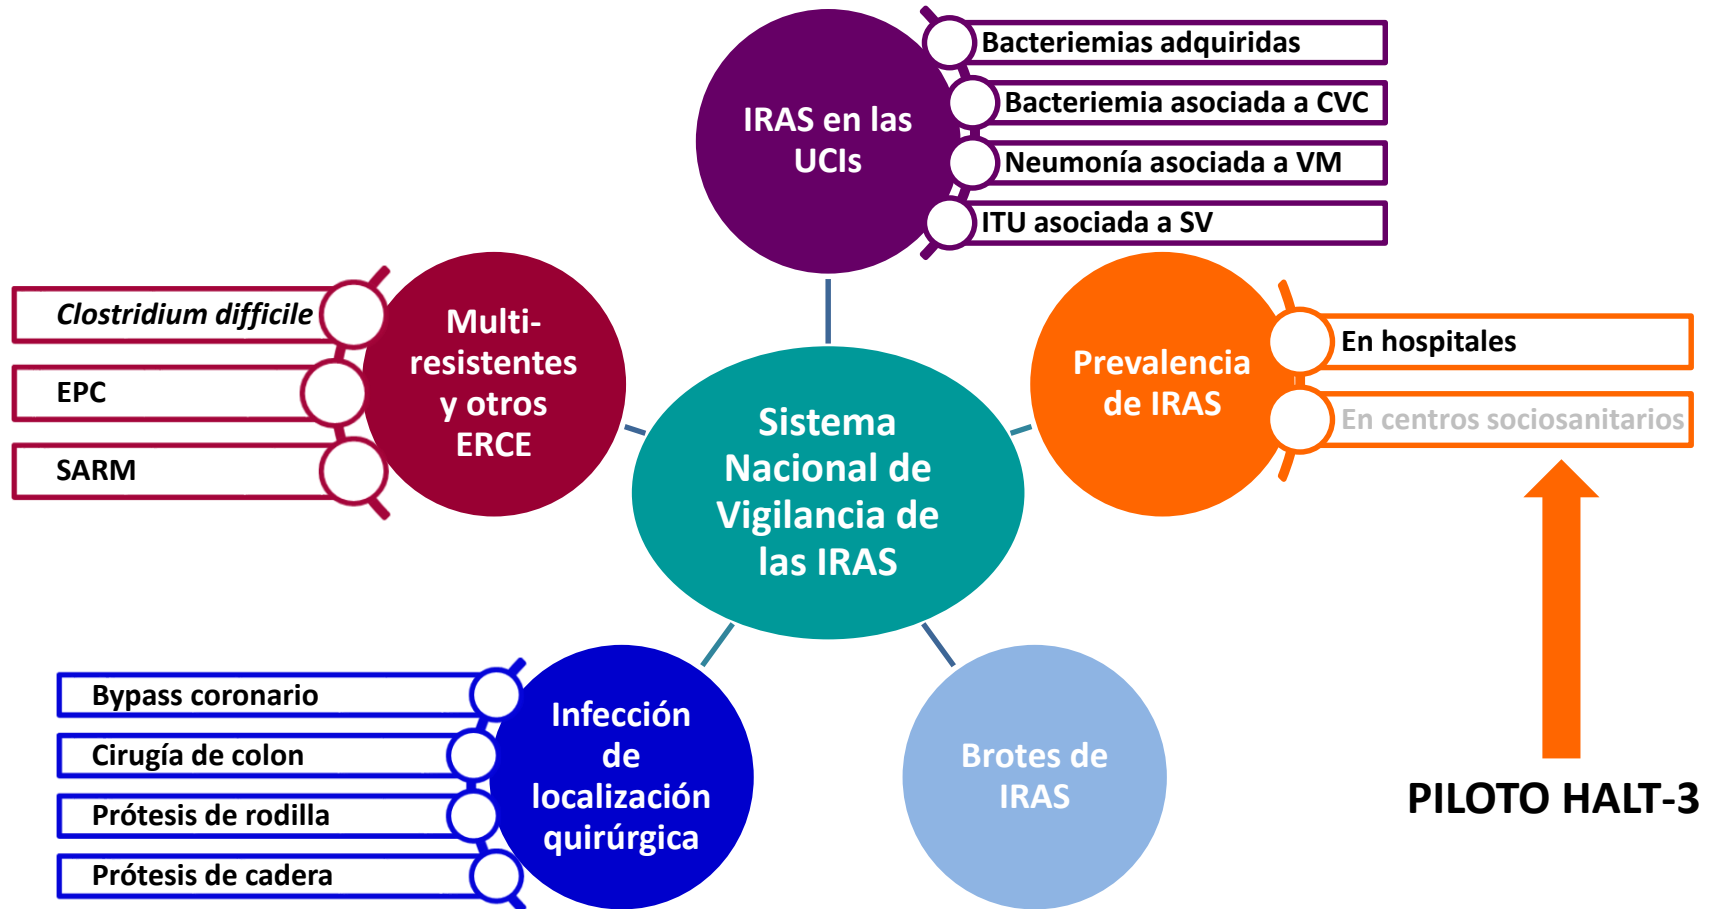 IRAS en las
UCIs
Bacteriemias adquiridas
Bacteriemia asociada a CVC
Neumonía asociada a VM
ITU asociada a SV
Clostridium difficile
EPC
SARM
Multi-
resistentes
y otros
ERCE
Prevalencia
de IRAS
En hospitales
En centros sociosanitarios
Sistema
Nacional de
Vigilancia de
las IRAS
Bypass coronario
Cirugía de colon
Prótesis de rodilla
Prótesis de cadera
Infección
de
localización
quirúrgica
Brotes de
IRAS
PILOTO HALT-3